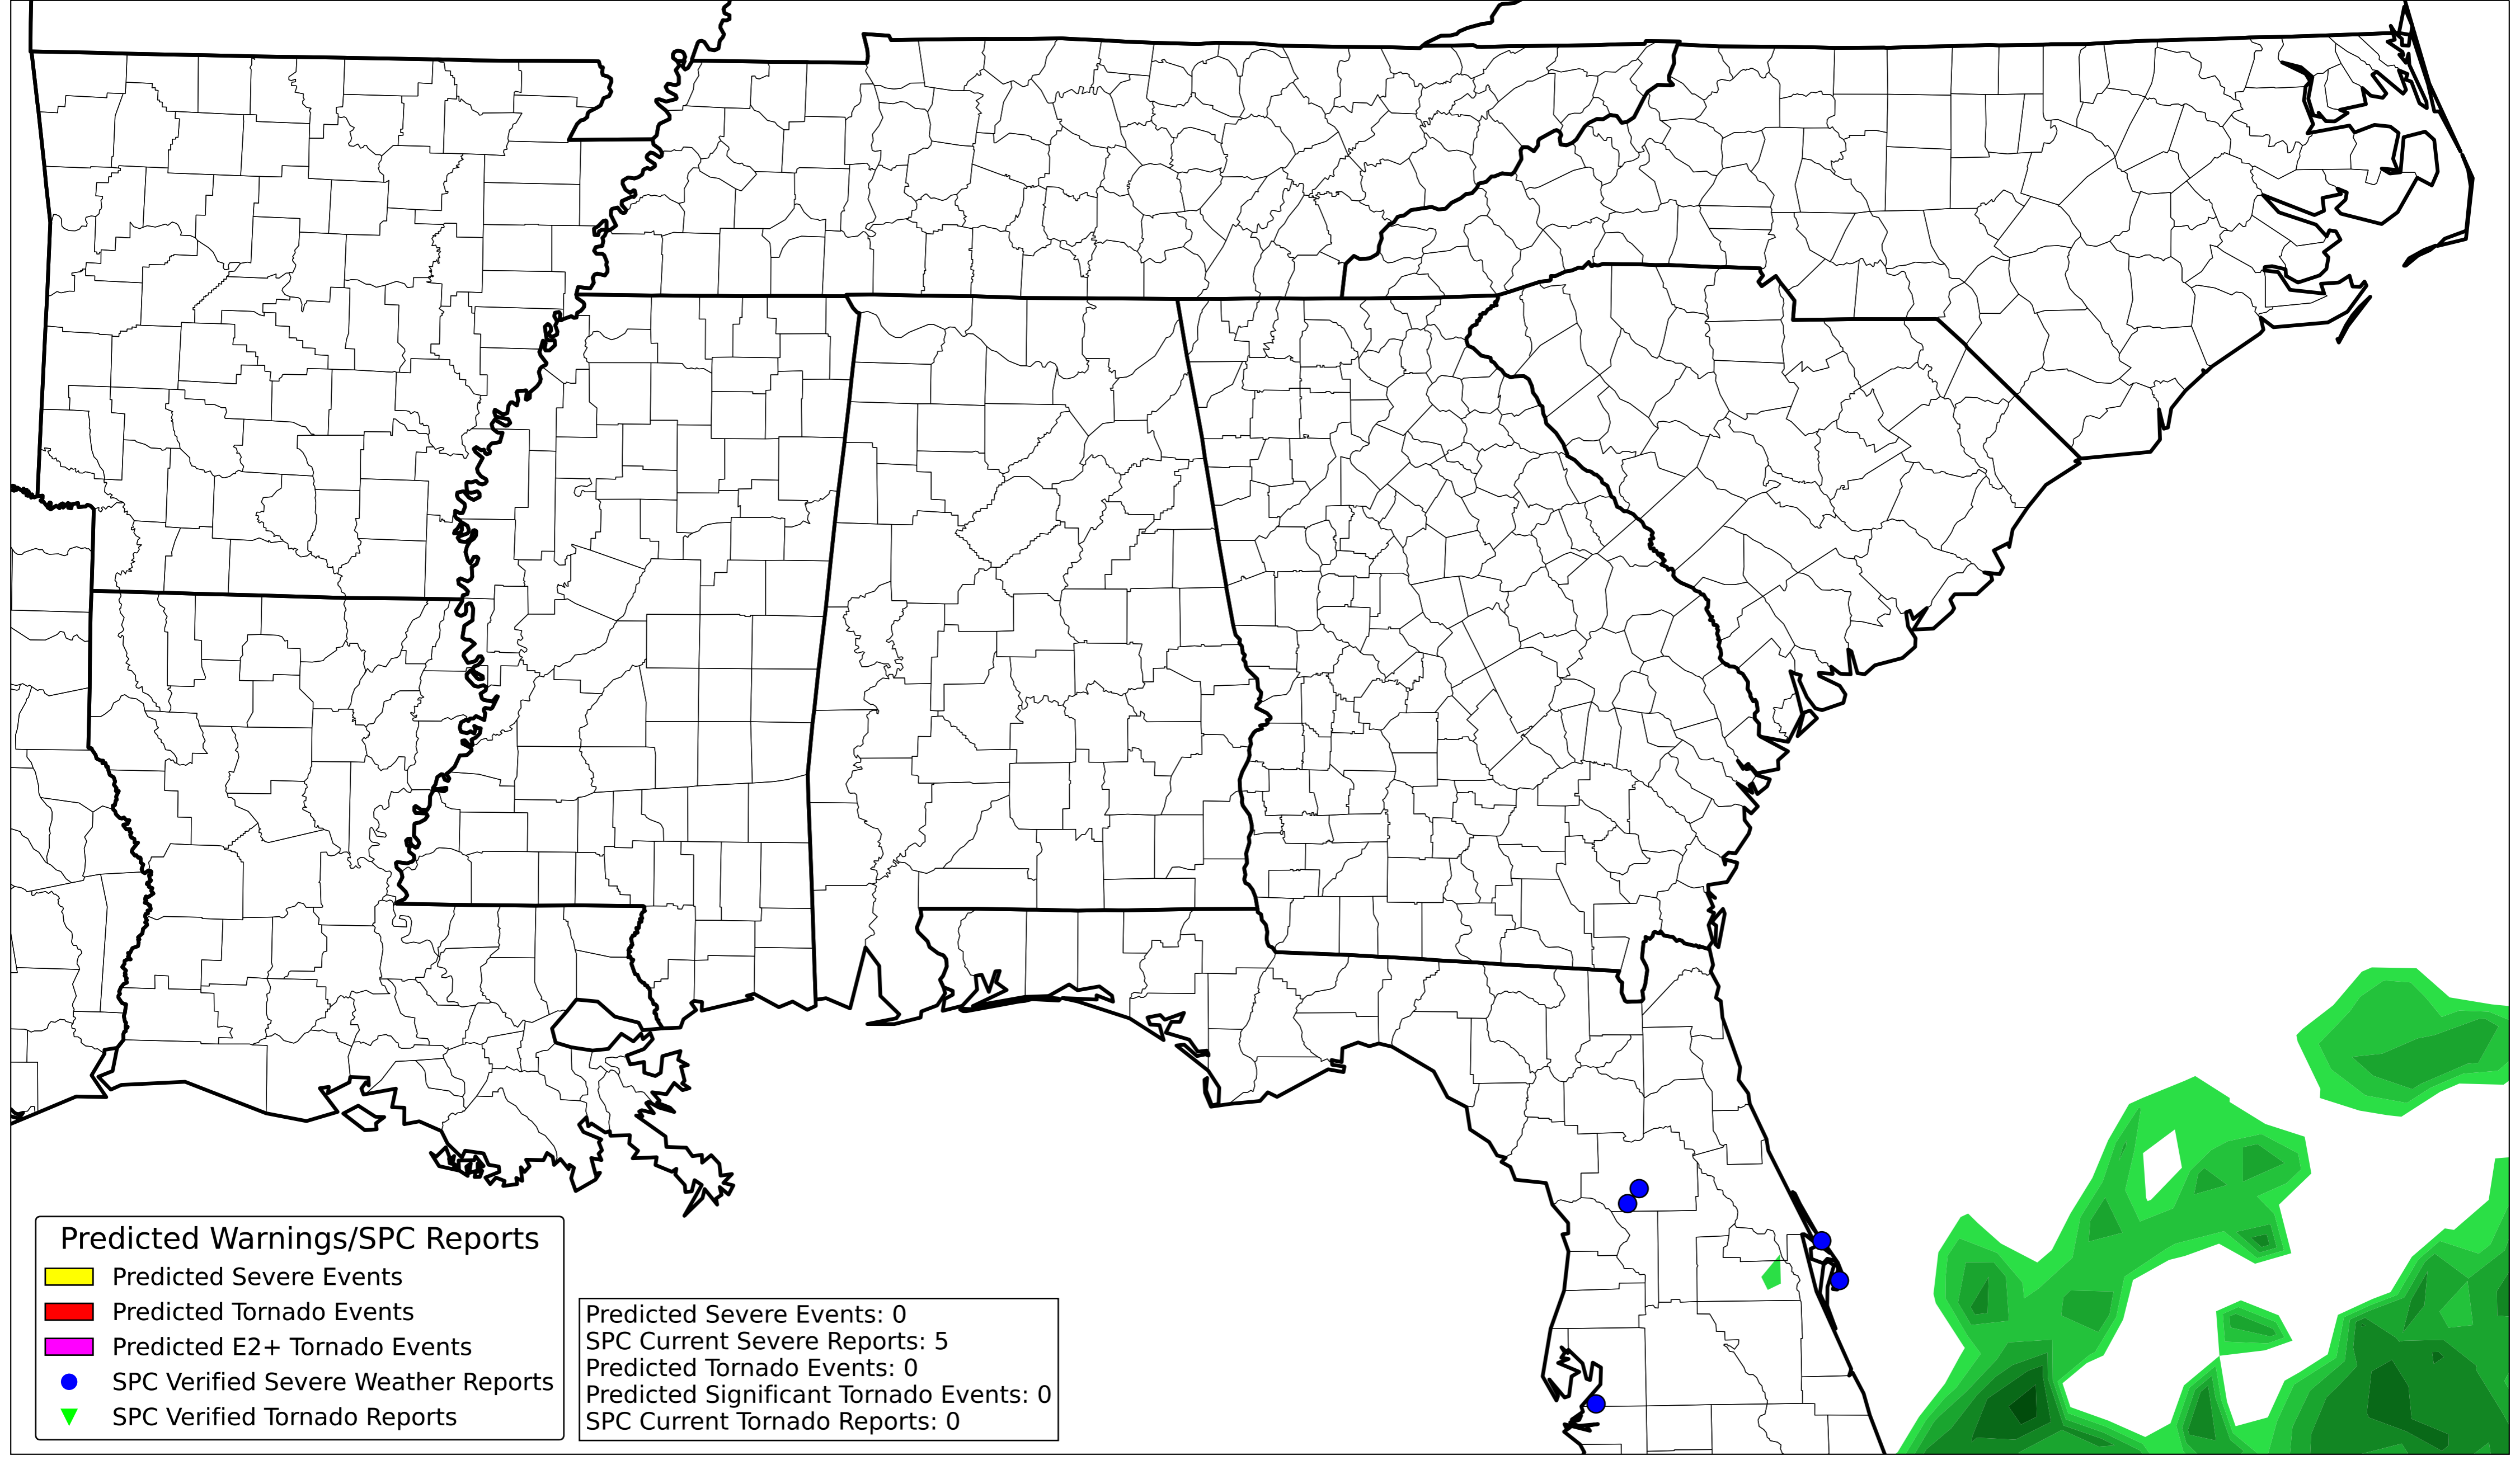 Predicted Warnings/SPC Reports
Predicted Severe Events
Predicted Tornado Events
Predicted E2+ Tornado Events
SPC Verified Severe Weather Reports
SPC Verified Tornado Reports
Predicted Severe Events: 0
SPC Current Severe Reports: 5
Predicted Tornado Events: 0
Predicted Significant Tornado Events: 0
SPC Current Tornado Reports: 0